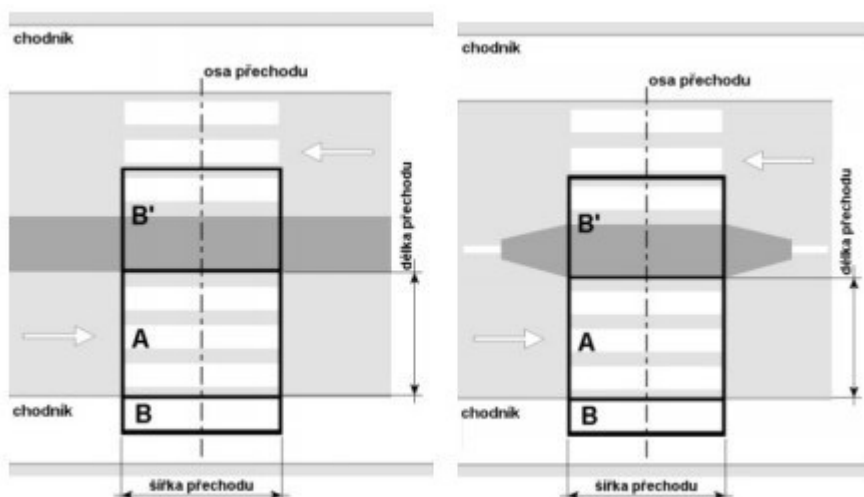 chodník
osa přechodu
B'
délka přechodu
A
chodník
B
šířka přechodu
chodník
osa přechodu
B'
délka přechodu
A
chodník
B
šířka přechodu